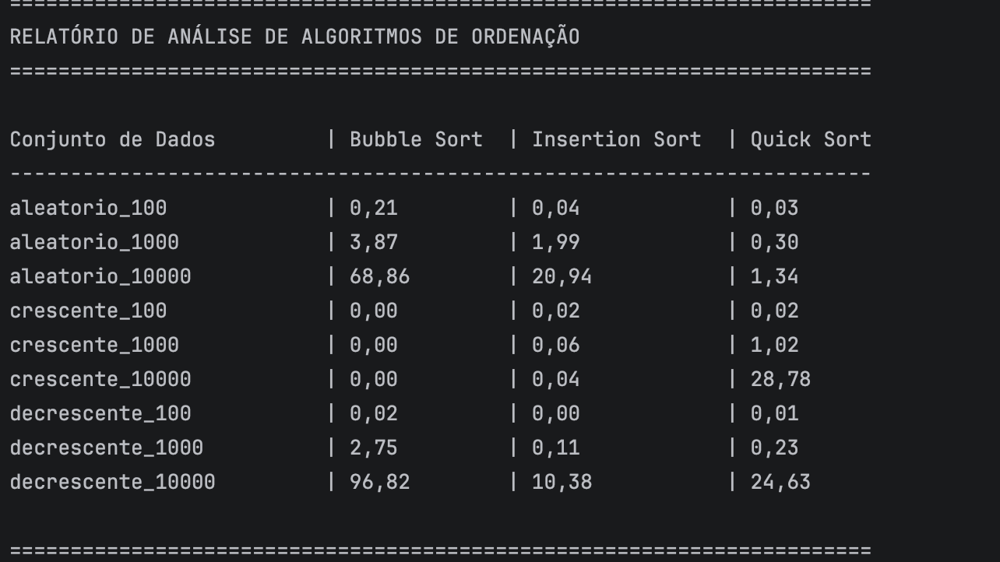 =======================================================================
RELATÓRIO DE ANÁLISE DE ALGORITMOS DE ORDENAÇÃO
=======================================================================
Conjunto de Dados         | Bubble Sort  | Insertion Sort  | Quick Sort
-----------------------------------------------------------------------
aleatorio_100             | 0,21         | 0,04            | 0,03
aleatorio_1000            | 3,87         | 1,99            | 0,30
aleatorio_10000           | 68,86        | 20,94           | 1,34
crescente_100             | 0,00         | 0,02            | 0,02
crescente_1000            | 0,00         | 0,06            | 1,02
crescente_10000           | 0,00         | 0,04            | 28,78
decrescente_100           | 0,02         | 0,00            | 0,01
decrescente_1000          | 2,75         | 0,11            | 0,23
decrescente_10000         | 96,82        | 10,38           | 24,63
=======================================================================